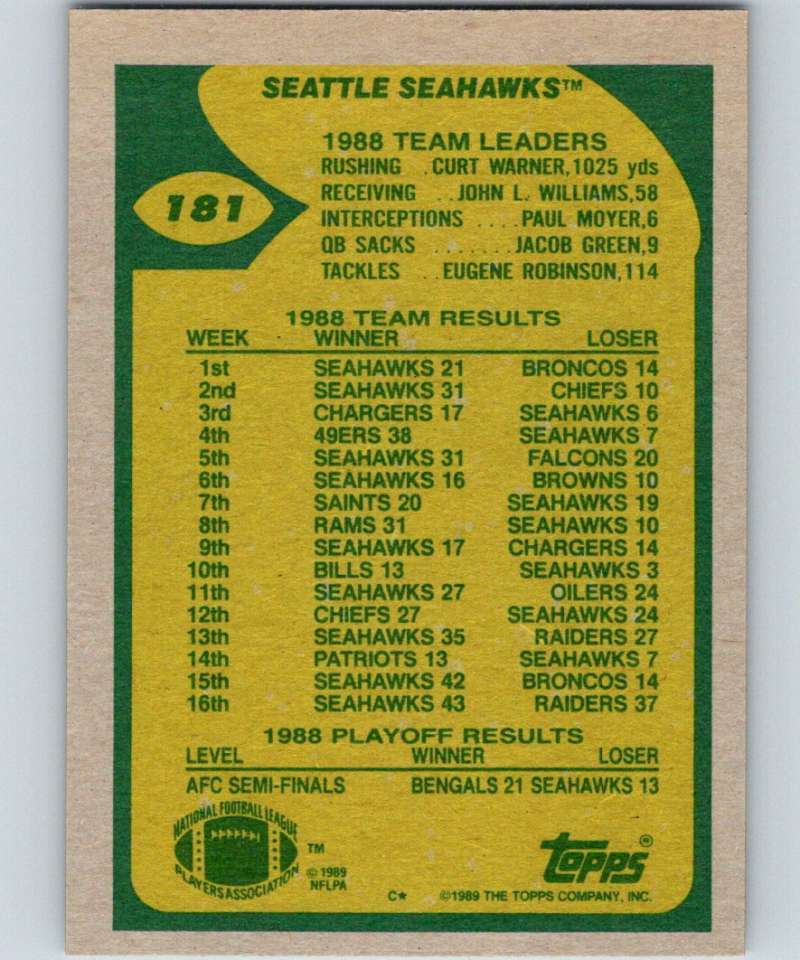 SEATTLE SEAHAWKS™
1988 TEAM LEADERS
RUSHING .CURT WARNER,1025 yds
RECEIVING ..JOHN L. WILLIAMS,58
181
INTERCEPTIONS ....PAUL MOYER,6
QB SACKS .......JACOB GREEN,9
TACKLES ..EUGENE ROBINSON,114
1988 TEAM RESULTS
WEEK WINNER LOSER
1st SEAHAWKS 21 BRONCOS 14
2nd SEAHAWKS 31 CHIEFS 10
3rd CHARGERS 17 SEAHAWKS 6
4th 49ERS 38 SEAHAWKS 7
5th SEAHAWKS 31 FALCONS 20
6th SEAHAWKS 16 BROWNS 10
7th SAINTS 20 SEAHAWKS 19
8th RAMS 31 SEAHAWKS 10
9th SEAHAWKS 17 CHARGERS 14
10th BILLS 13 SEAHAWKS 3
11th SEAHAWKS 27 OILERS 24
12th CHIEFS 27 SEAHAWKS 24
13th SEAHAWKS 35 RAIDERS 27
14th PATRIOTS 13 SEAHAWKS 7
15th SEAHAWKS 42 BRONCOS 14
16th SEAHAWKS 43 RAIDERS 37
1988 PLAYOFF RESULTS
LEVEL WINNER LOSER
AFC SEMI-FINALS BENGALS 21 SEAHAWKS 13
NATIONAL FOOTBALL LEAGUE
PLAYERS ASSOCIATION
™
©1989
NFLPA
TOPPS®
C* ©1989 THE TOPPS COMPANY, INC.